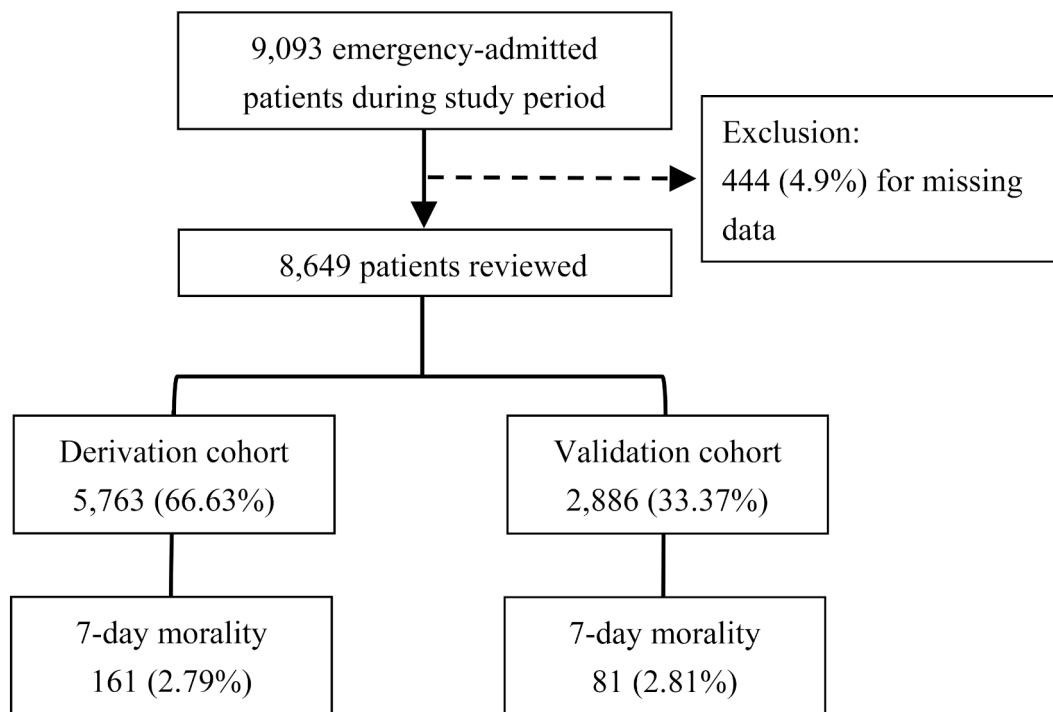 9,093 emergency-admitted
patients during study period
Exclusion:
444 (4.9%) for missing
data
8,649 patients reviewed
Derivation cohort
5,763 (66.63%)
Validation cohort
2,886 (33.37%)
7-day morality
161 (2.79%)
7-day morality
81 (2.81%)